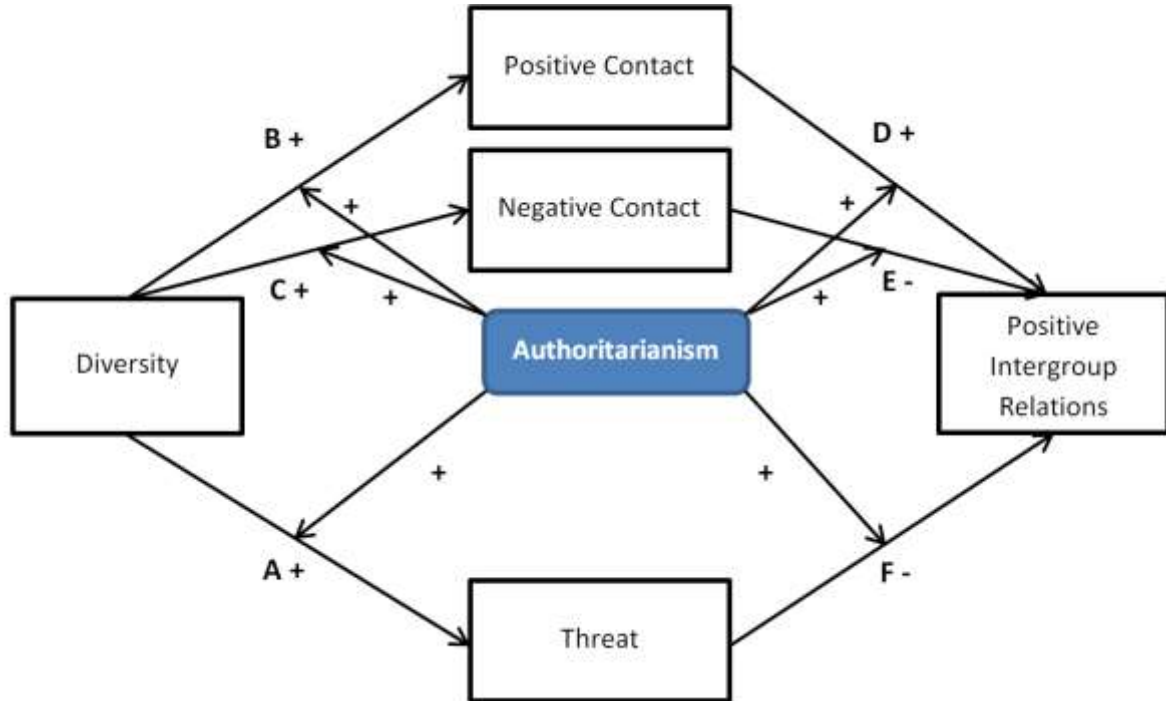 Positive Contact
B +
D +
+
+
Negative Contact
C +
+
+
E -
Diversity
Authoritarianism
Positive
Intergroup
Relations
+
+
A +
F -
Threat